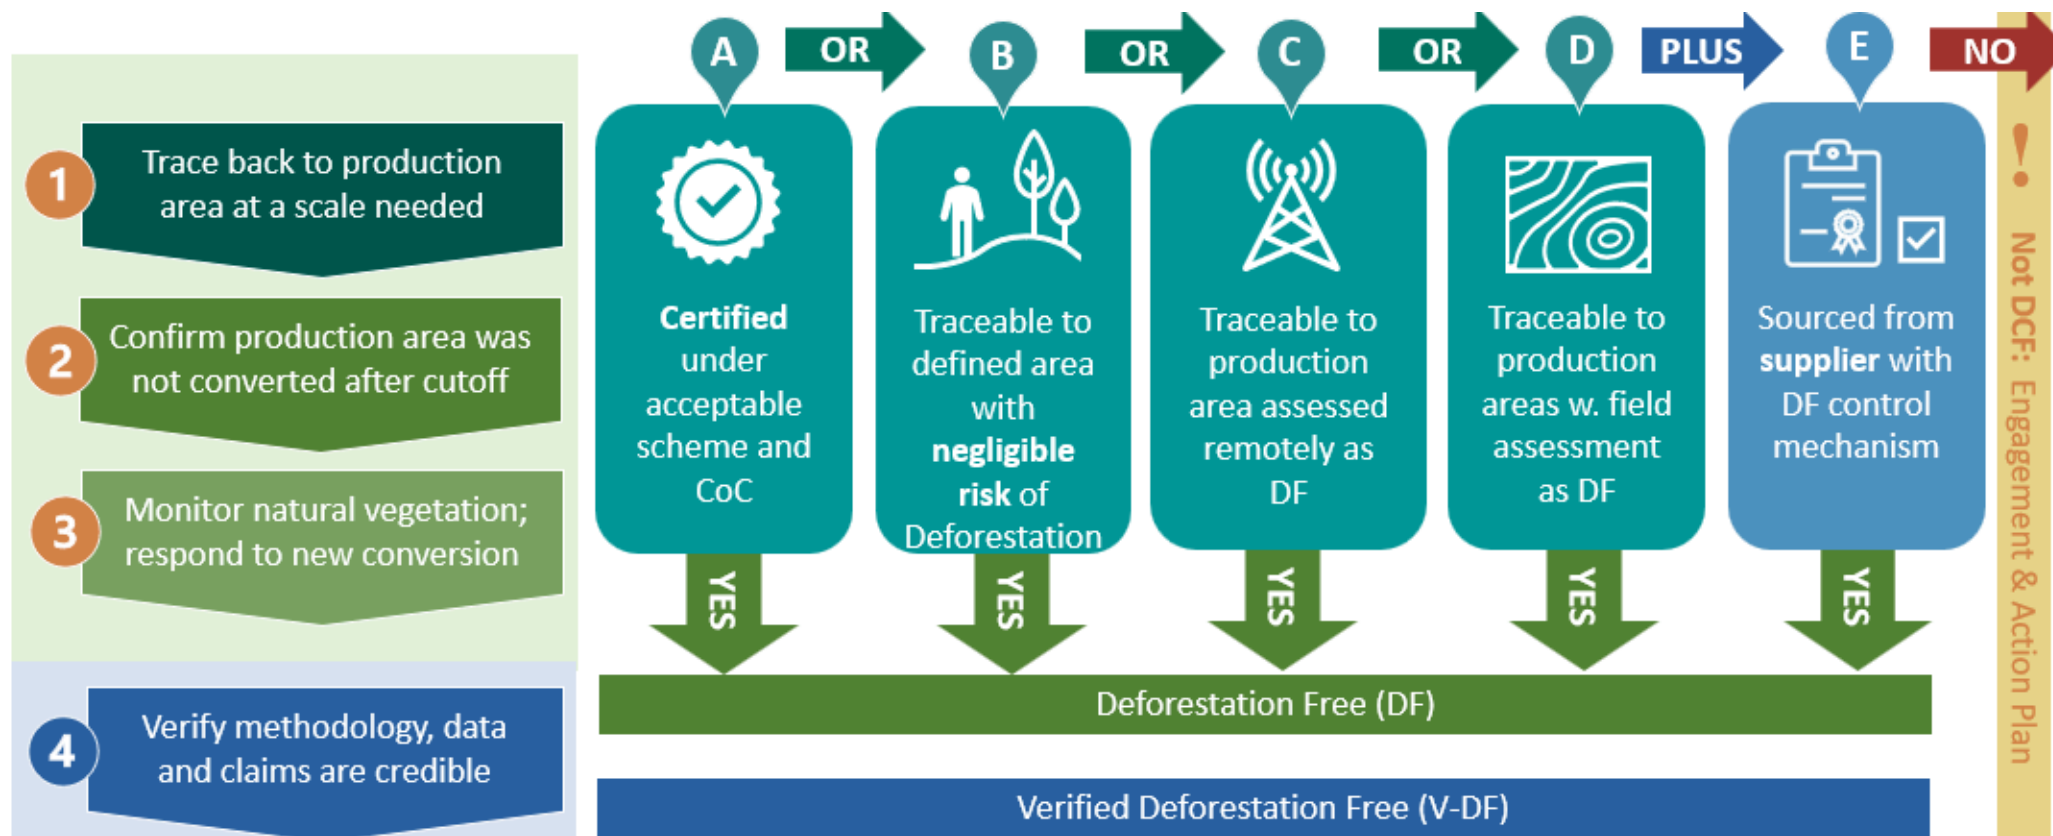 1
Trace back to production
area at a scale needed
2
Confirm production area was
not converted after cutoff
3
Monitor natural vegetation;
respond to new conversion
4
Verify methodology, data
and claims are credible
A
OR
B
OR
C
OR
D
PLUS
E
NO
Certified
under
acceptable
scheme and
CoC
Traceable to
defined area
with
negligible
risk of
Deforestation
Traceable to
production
area assessed
remotely as
DF
Traceable to
production
areas w. field
assessment
as DF
Sourced from
supplier with
DF control
mechanism
YES
YES
YES
YES
YES
Deforestation Free (DF)
Verified Deforestation Free (V-DF)
! Not DCF: Engagement & Action Plan